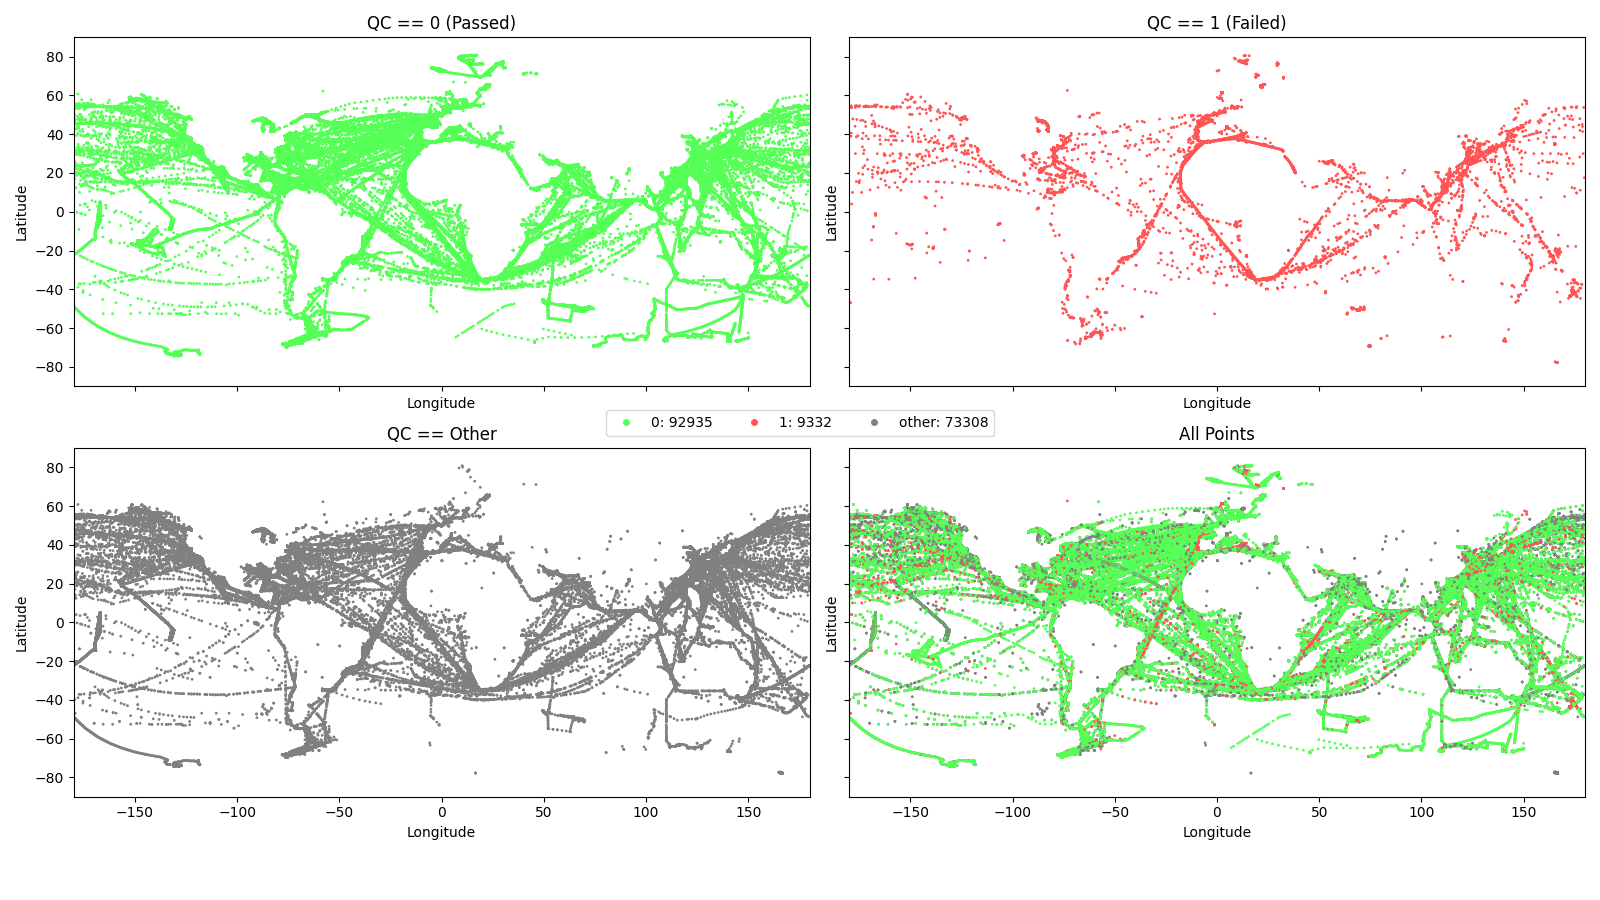 QC == 0 (Passed)
QC == 1 (Failed)
80
60
40
20
0
−20
−40
−60
−80
Latitude
Latitude
Longitude
Longitude
0: 92935 1: 9332 other: 73308
QC == Other
All Points
80
60
40
20
0
−20
−40
−60
−80
Latitude
Latitude
−150 −100 −50 0 50 100 150
−150 −100 −50 0 50 100 150
Longitude
Longitude